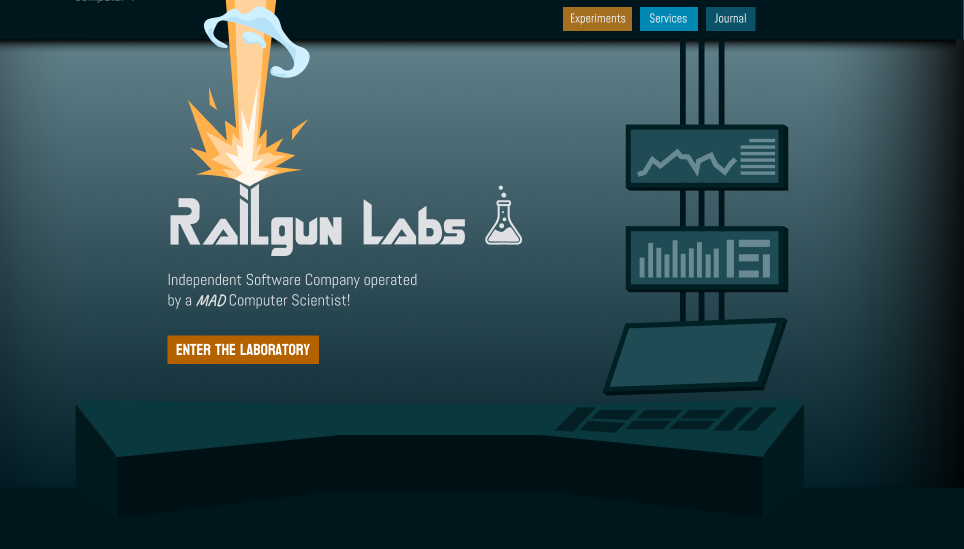 Experiments
Services
Journal
Railgun Labs
Independent Software Company operated
by a MAD Computer Scientist!
ENTER THE LABORATORY